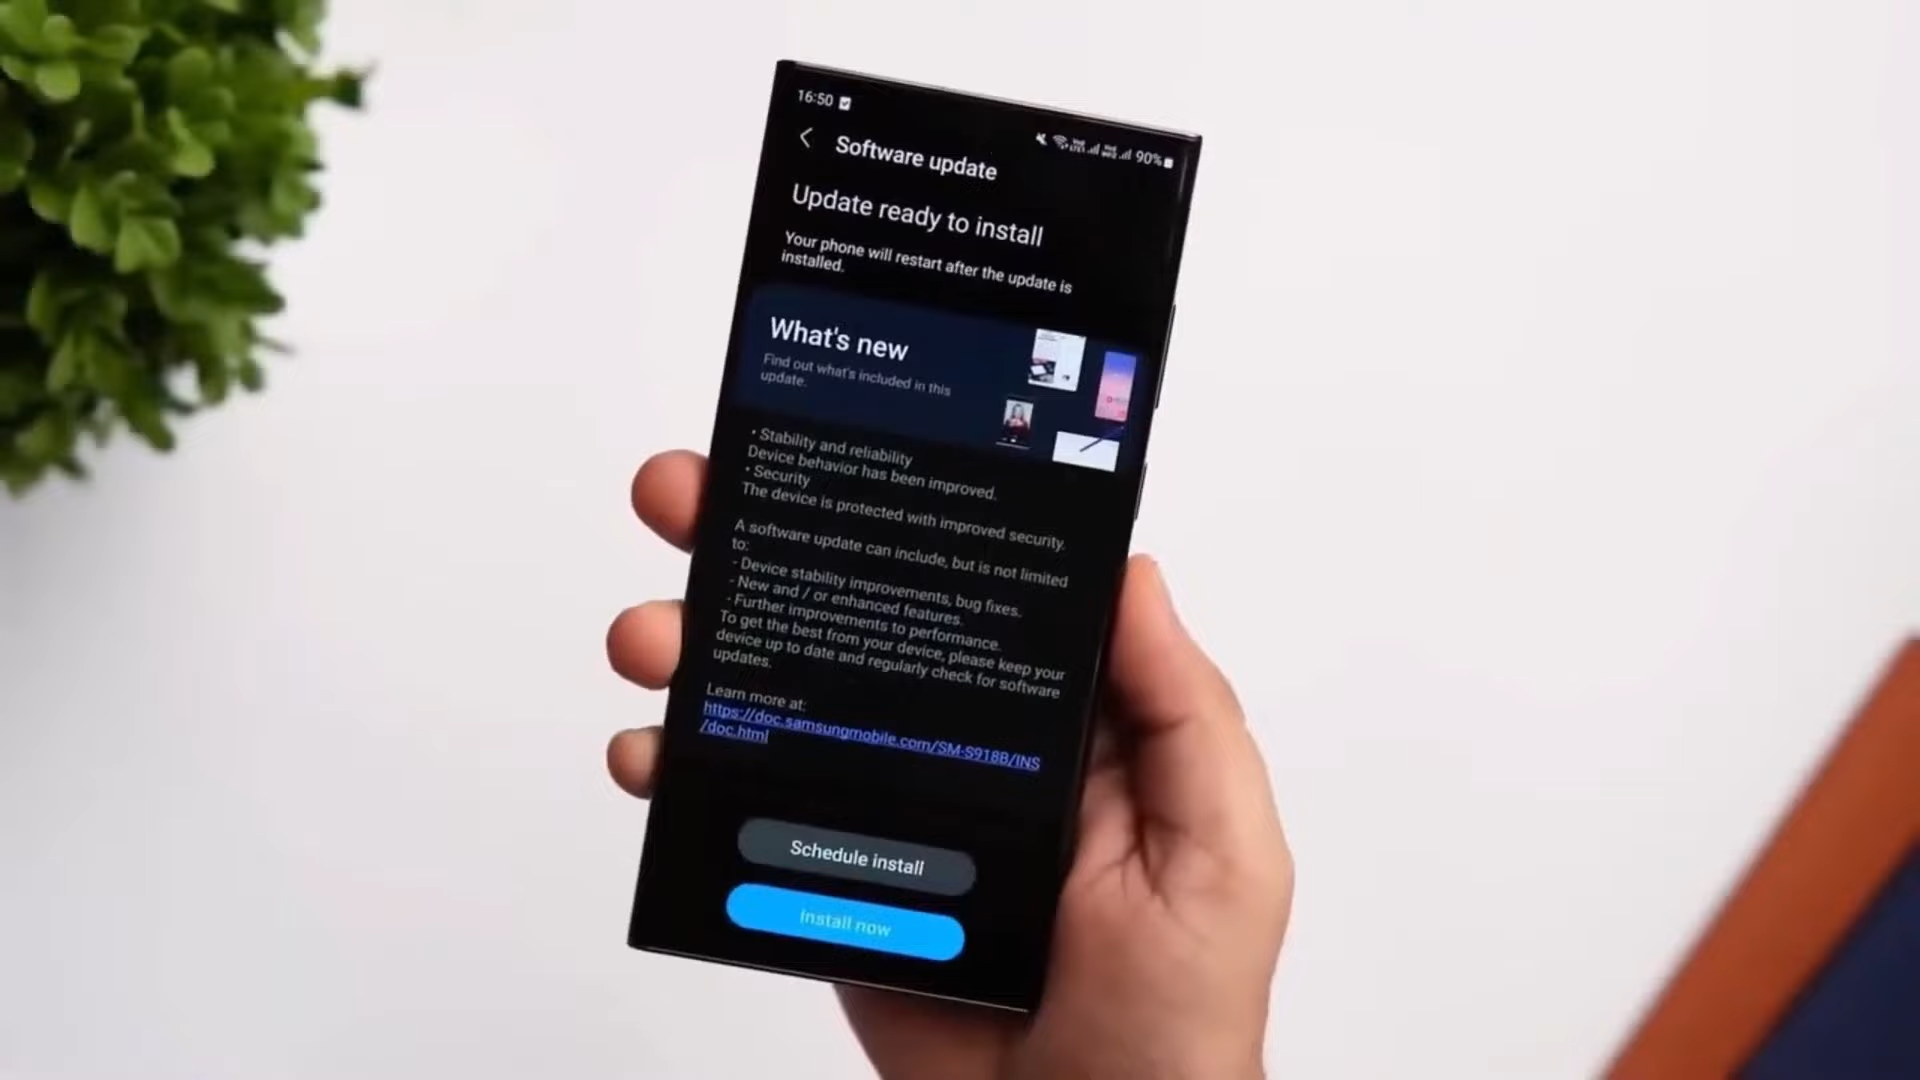 16:50
90%
Software update
Update ready to install
Your phone will restart after the update is
installed.
What's new
Find out what's included in this
update.
• Stability and reliability
Device behavior has been improved.
• Security
The device is protected with improved security.
A software update can include, but is not limited
to:
- Device stability improvements, bug fixes.
- New and / or enhanced features.
- Further improvements to performance.
To get the best from your device, please keep your
device up to date and regularly check for software
updates.
Learn more at:
https://doc.samsungmobile.com/SM-S918B/INS
/doc.html
Schedule install
Install now